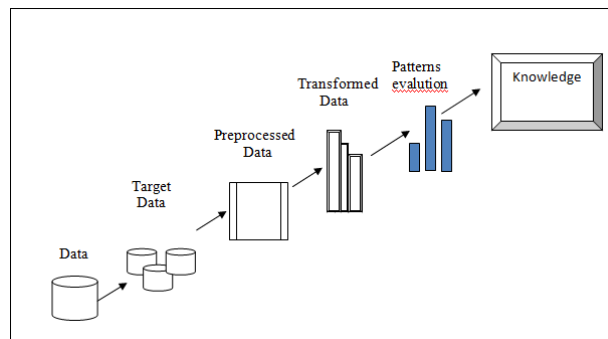 Data
Target
Data
Preprocessed
Data
Transformed
Data
Patterns
evalution
Knowledge